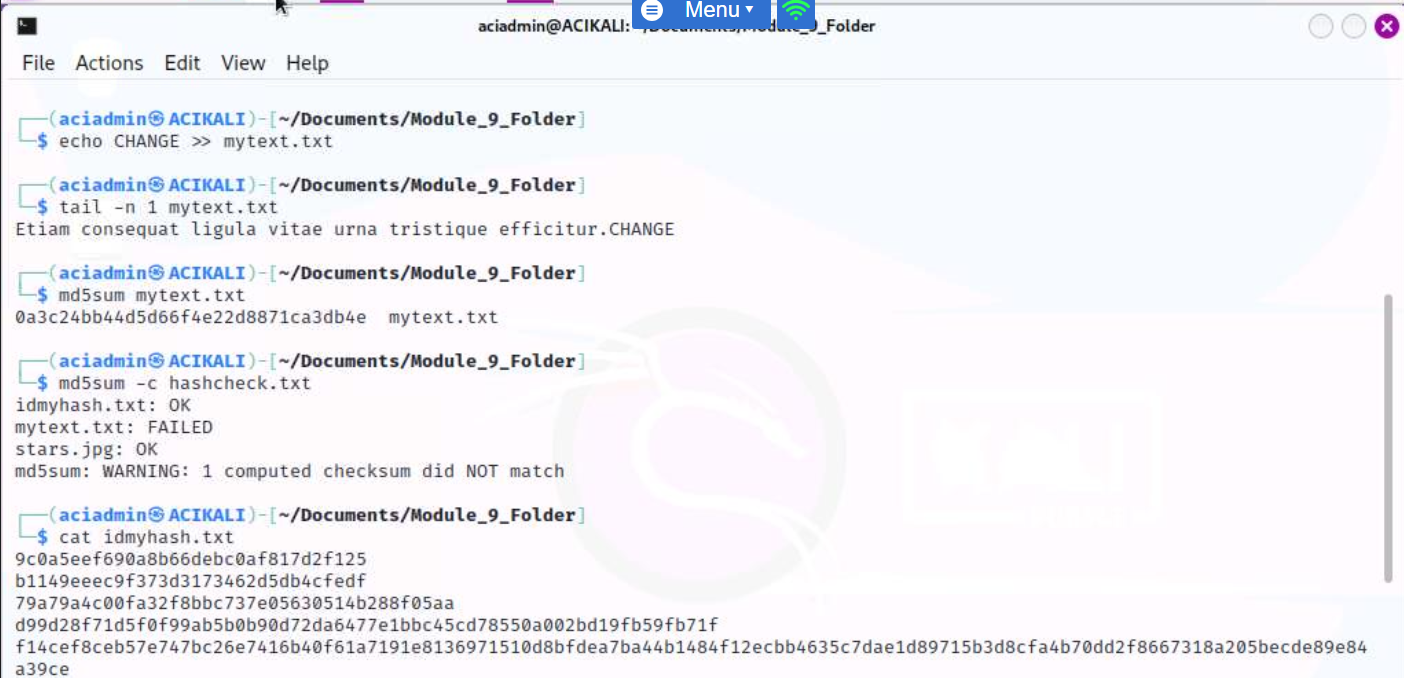 Menu
aciadmin@ACIKALI: ~/Documents/Module_9_Folder
File Actions Edit View Help
┌──(aciadmin㉿ACIKALI)-[~/Documents/Module_9_Folder]
└─$ echo CHANGE >> mytext.txt
┌──(aciadmin㉿ACIKALI)-[~/Documents/Module_9_Folder]
└─$ tail -n 1 mytext.txt
Etiam consequat ligula vitae urna tristique efficitur.CHANGE
┌──(aciadmin㉿ACIKALI)-[~/Documents/Module_9_Folder]
└─$ md5sum mytext.txt
0a3c24bb44d5d66f4e22d8871ca3db4e  mytext.txt
┌──(aciadmin㉿ACIKALI)-[~/Documents/Module_9_Folder]
└─$ md5sum -c hashcheck.txt
idmyhash.txt: OK
mytext.txt: FAILED
stars.jpg: OK
md5sum: WARNING: 1 computed checksum did NOT match
┌──(aciadmin㉿ACIKALI)-[~/Documents/Module_9_Folder]
└─$ cat idmyhash.txt
9c0a5eef690a8b66debc0af817d2f125
b1149eeec9f373d3173462d5db4cfedf
79a79a4c00fa32f8bbc737e05630514b288f05aa
d99d28f71d5f0f99ab5b0b90d72da6477e1bbc45cd78550a002bd19fb59fb71f
f14cef8ceb57e747bc26e7416b40f61a7191e8136971510d8bfdea7ba44b1484f12ecbb4635c7dae1d89715b3d8cfa4b70dd2f8667318a205becde89e84
a39ce